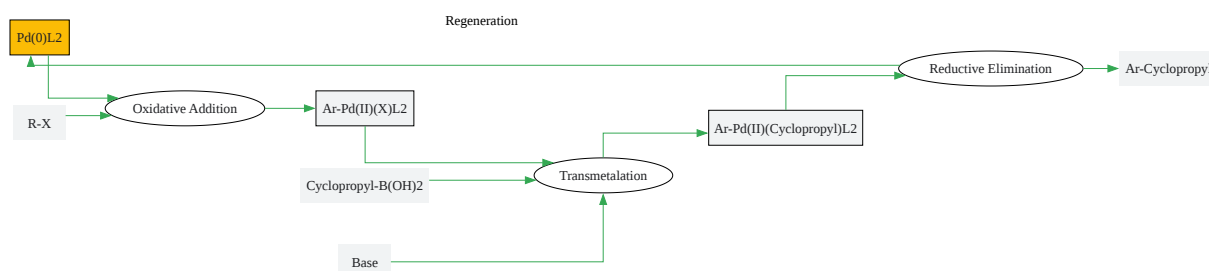 Regeneration
Pd(0)L2
Reductive Elimination
Ar-Cyclopropyl
Oxidative Addition
Ar-Pd(II)(X)L2
R-X
Ar-Pd(II)(Cyclopropyl)L2
Transmetalation
Cyclopropyl-B(OH)2
Base